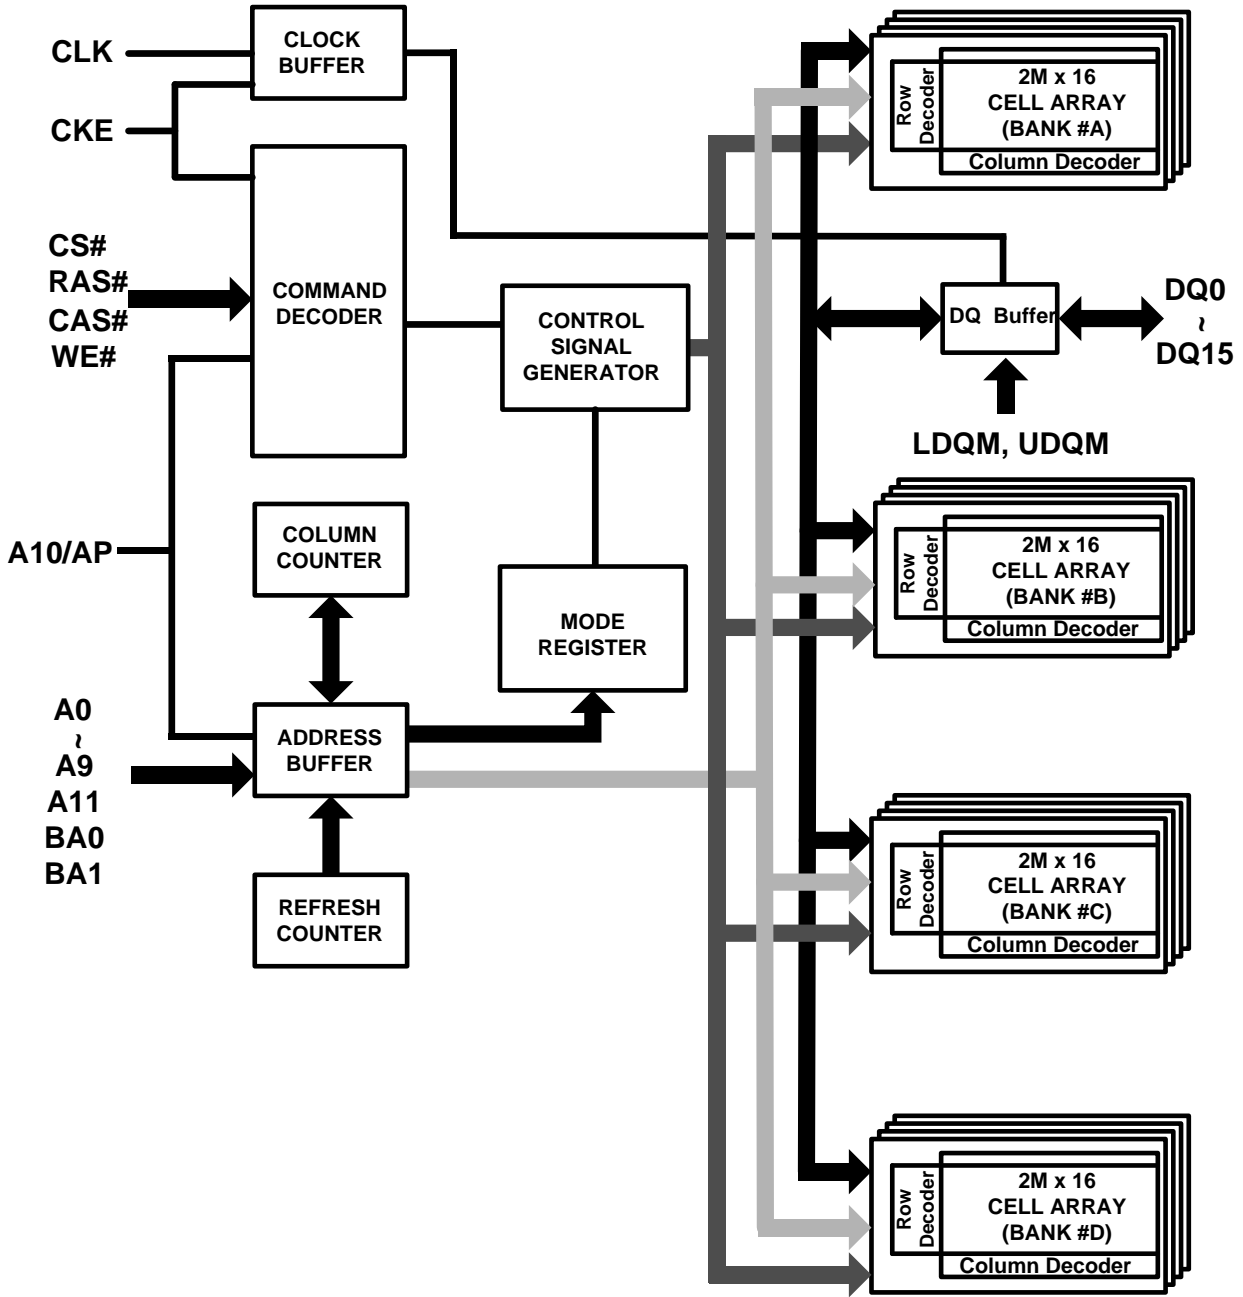 CLK
CKE
CLOCK
BUFFER
CS#
RAS#
CAS#
WE#
COMMAND
DECODER
CONTROL
SIGNAL
GENERATOR
A10/AP
COLUMN
COUNTER
MODE
REGISTER
A0
~
A9
A11
BA0
BA1
ADDRESS
BUFFER
REFRESH
COUNTER
Row
Decoder
2M x 16
CELL ARRAY
(BANK #A)
Column Decoder
DQ Buffer
DQ0
~
DQ15
LDQM, UDQM
Row
Decoder
2M x 16
CELL ARRAY
(BANK #B)
Column Decoder
Row
Decoder
2M x 16
CELL ARRAY
(BANK #C)
Column Decoder
Row
Decoder
2M x 16
CELL ARRAY
(BANK #D)
Column Decoder